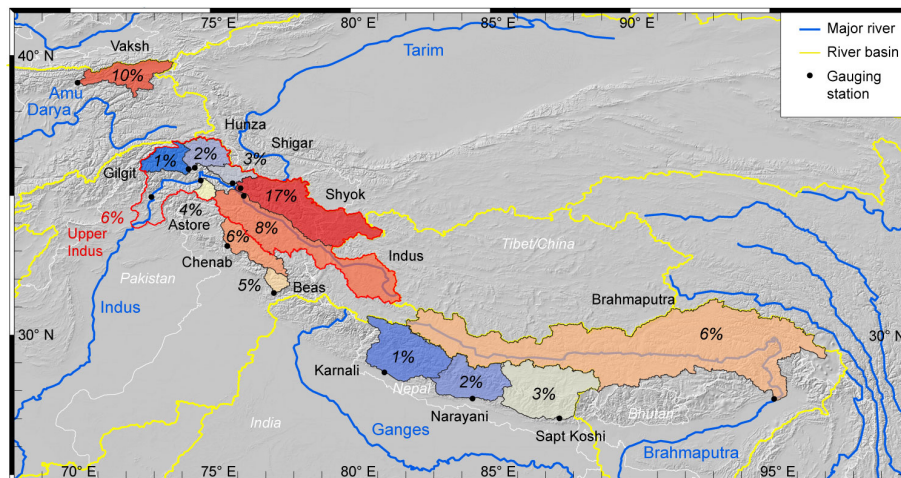 75° E
80° E
85° E
90° E
Vaksh
40° N
10%
Amu
Darya
Tarim
Hunza
Shigar
1%
2%
3%
Gilgit
Shyok
17%
6%
Upper
Indus
4%
Astore
6%
8%
Chenab
Indus
Tibet/China
Pakistan
5%
Beas
Indus
Brahmaputra
30° N
6%
30° N
1%
Karnali
Nepal
2%
3%
Narayani
Bhutan
India
Ganges
Sapt Koshi
Brahmaputra
70° E
75° E
80° E
85° E
95° E
Major river
River basin
Gauging
station